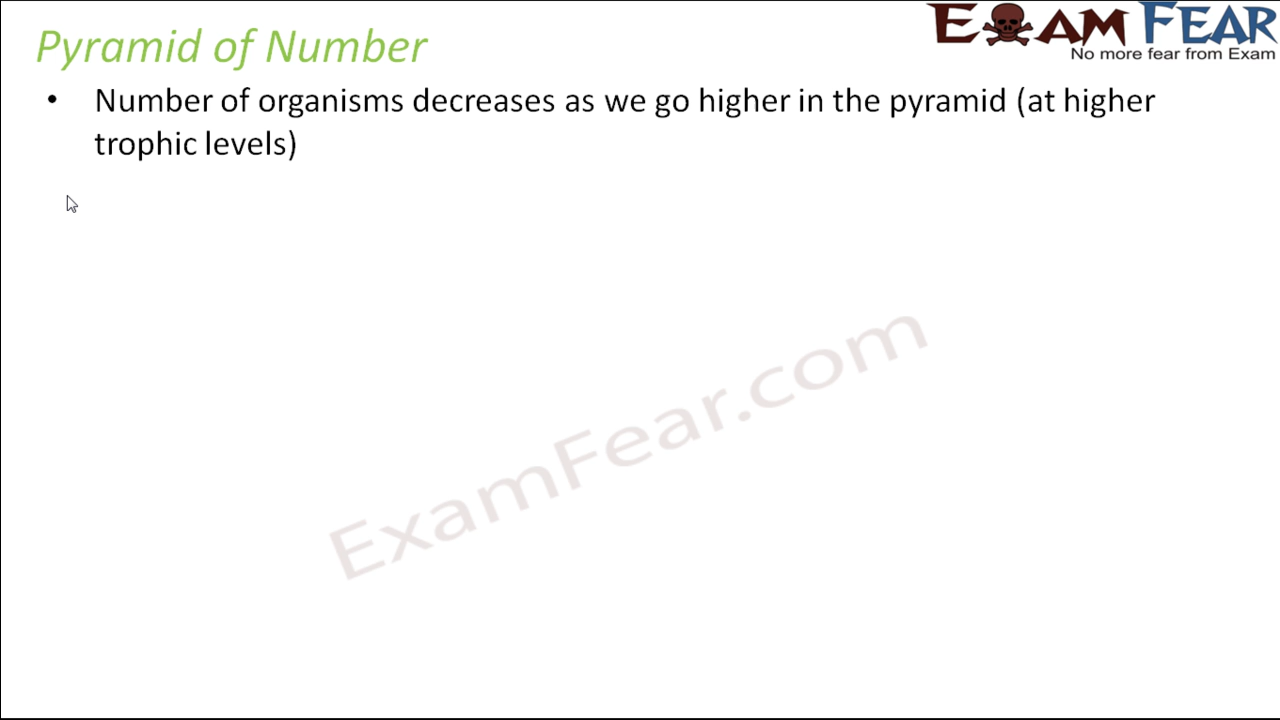 Pyramid of Number
EXAM FEAR
No more fear from Exam
• Number of organisms decreases as we go higher in the pyramid (at higher
trophic levels)
ExamFear.com